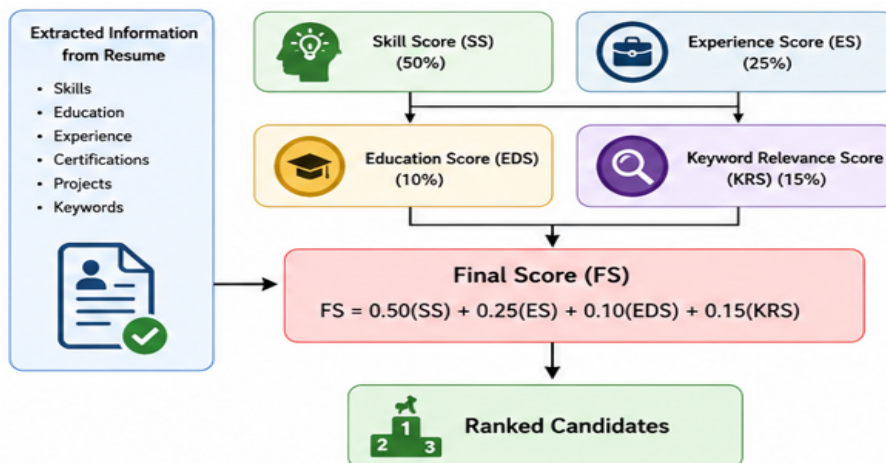 Extracted Information
from Resume
• Skills
• Education
• Experience
• Certifications
• Projects
• Keywords
Skill Score (SS)
(50%)
Experience Score (ES)
(25%)
Education Score (EDS)
(10%)
Keyword Relevance Score
(KRS) (15%)
Final Score (FS)
FS = 0.50(SS) + 0.25(ES) + 0.10(EDS) + 0.15(KRS)
1
2
3
Ranked Candidates